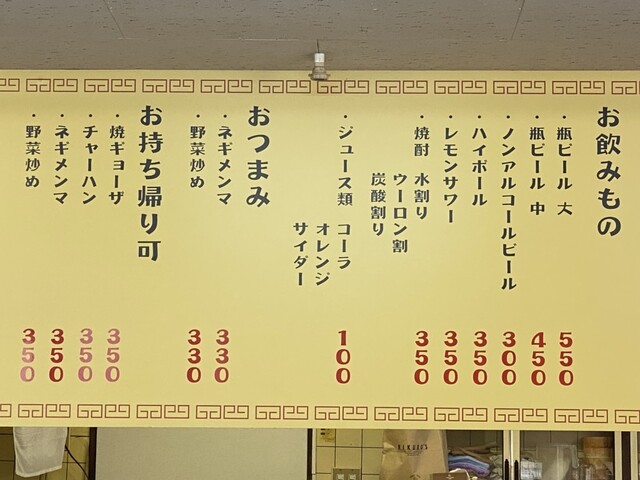 お飲みもの
・瓶ビール 大 550
・瓶ビール 中 450
・ノンアルコールビール 300
・ハイボール 350
・レモンサワー 350
・焼酎 水割り 350
ウーロン割
炭酸割り
・ジュース類 コーラ 100
オレンジ
サイダー
おつまみ
・ネギメンマ 330
・野菜炒め 330
お持ち帰り可
・焼ギョーザ 350
・チャーハン 350
・ネギメンマ 350
・野菜炒め 350